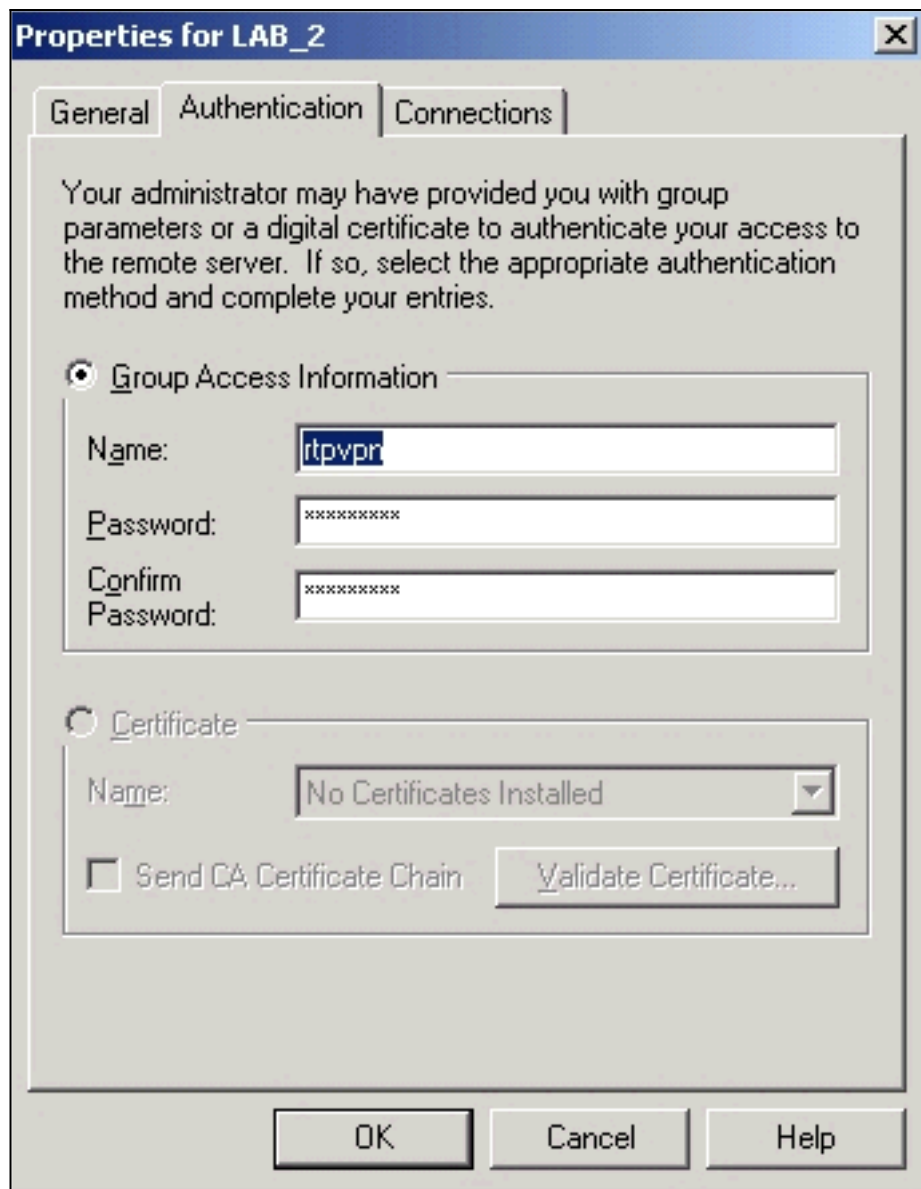 Properties for LAB_2
General Authentication Connections
Your administrator may have provided you with group
parameters or a digital certificate to authenticate your access to
the remote server. If so, select the appropriate authentication
method and complete your entries.
Group Access Information
Name: rtpvpn
Password: *********
Confirm
Password: *********
Certificate
Name: No Certificates Installed
Send CA Certificate Chain Validate Certificate...
OK Cancel Help